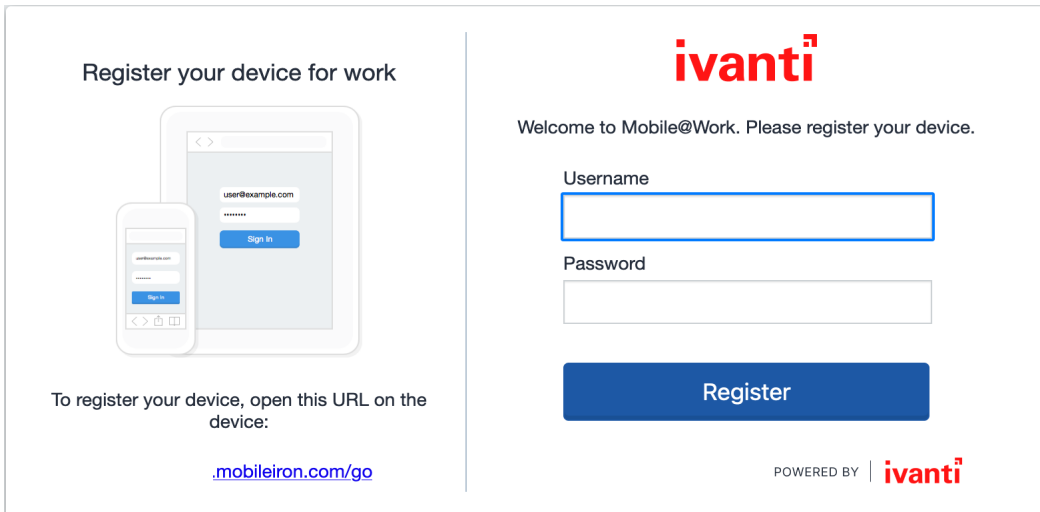 Register your device for work
user@example.com
••••••••
Sign In
user@example.com
••••••••
Sign In
To register your device, open this URL on the
device:
.mobileiron.com/go
ivanti
Welcome to Mobile@Work. Please register your device.
Username
Password
Register
POWERED BY | ivanti